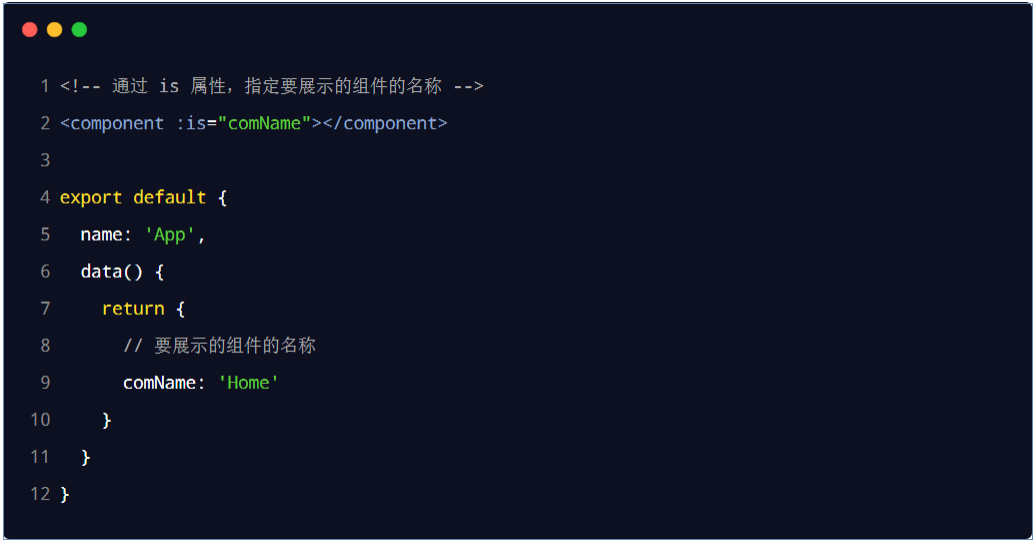 1 <!-- 通过 is 属性，指定要展示的组件的名称 -->
2 <component :is="comName"></component>
3
4 export default {
5   name: 'App',
6   data() {
7     return {
8       // 要展示的组件的名称
9       comName: 'Home'
10     }
11   }
12 }